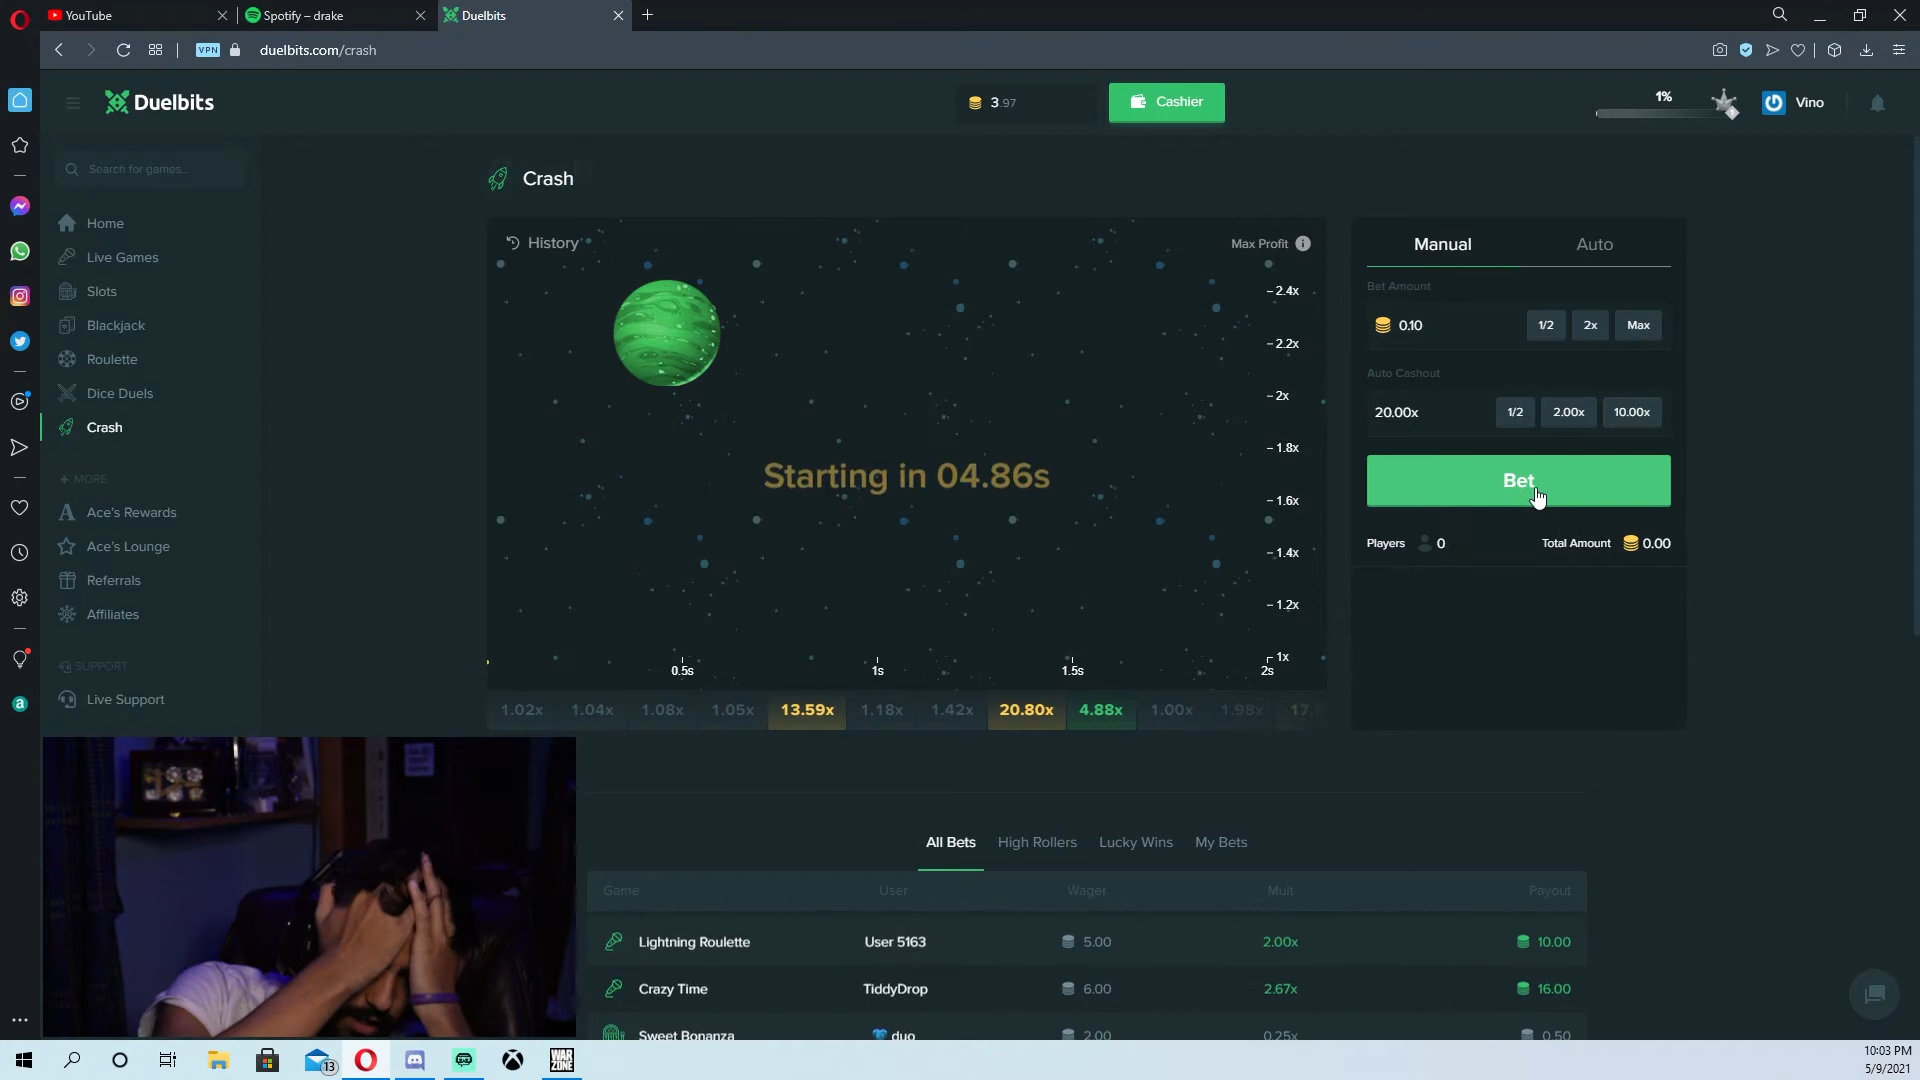 YouTube
Spotify – drake
Duelbits
VPN
duelbits.com/crash
Duelbits
3.97
Cashier
1%
1
Vino
Search for games...
Home
Live Games
Slots
Blackjack
Roulette
Dice Duels
Crash
+ MORE
Ace's Rewards
Ace's Lounge
Referrals
Affiliates
SUPPORT
Live Support
Crash
History
Max Profit
2.4x
2.2x
2x
1.8x
1.6x
1.4x
1.2x
1x
Starting in 04.86s
0.5s 1s 1.5s 2s
1.02x 1.04x 1.08x 1.05x 13.59x 1.18x 1.42x 20.80x 4.88x 1.00x 1.98x
Manual Auto
Bet Amount
0.10 1/2 2x Max
Auto Cashout
20.00x 1/2 2.00x 10.00x
Bet
Players 0 Total Amount 0.00
All Bets High Rollers Lucky Wins My Bets
Game User Wager Mult Payout
Lightning Roulette User 5163 5.00 2.00x 10.00
Crazy Time TiddyDrop 6.00 2.67x 16.00
Sweet Bonanza duo 2.00 0.25x 0.50
13
WAR
ZONE
10:03 PM
5/9/2021